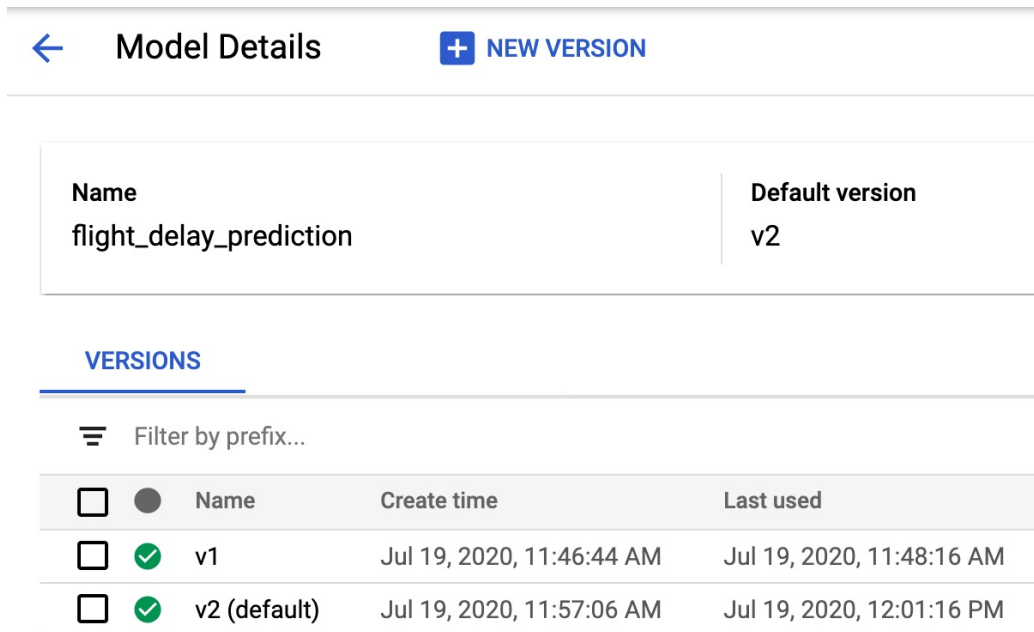 Model Details NEW VERSION
Name Default version
flight_delay_prediction v2
VERSIONS
Filter by prefix...
Name Create time Last used
v1 Jul 19, 2020, 11:46:44 AM Jul 19, 2020, 11:48:16 AM
v2 (default) Jul 19, 2020, 11:57:06 AM Jul 19, 2020, 12:01:16 PM